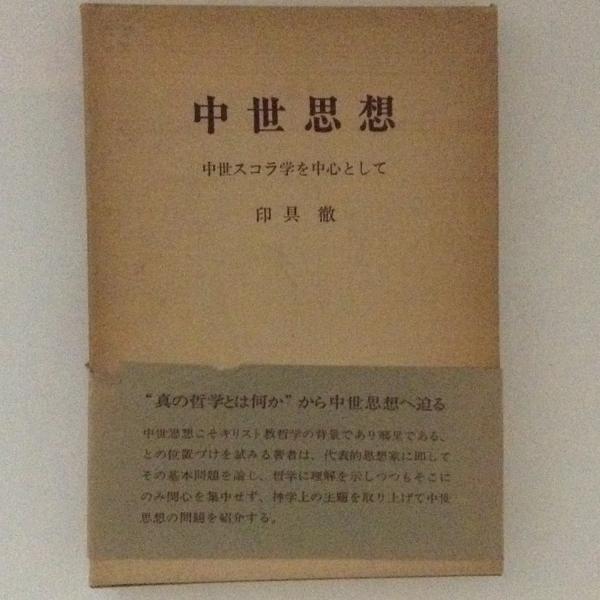 中世思想
中世スコラ学を中心として
印具 徹
“真の哲学とは何か”から中世思想へ迫る
中世思想こそキリスト教哲学の背景であり郷里である、
との位置づけを試みる著者は、代表的思想家に即して
その基本問題を論じ、哲学に理解を示しつつもそこに
のみ関心を集中せず、神学上の主題を取り上げて中世
思想の問題を紹介する。